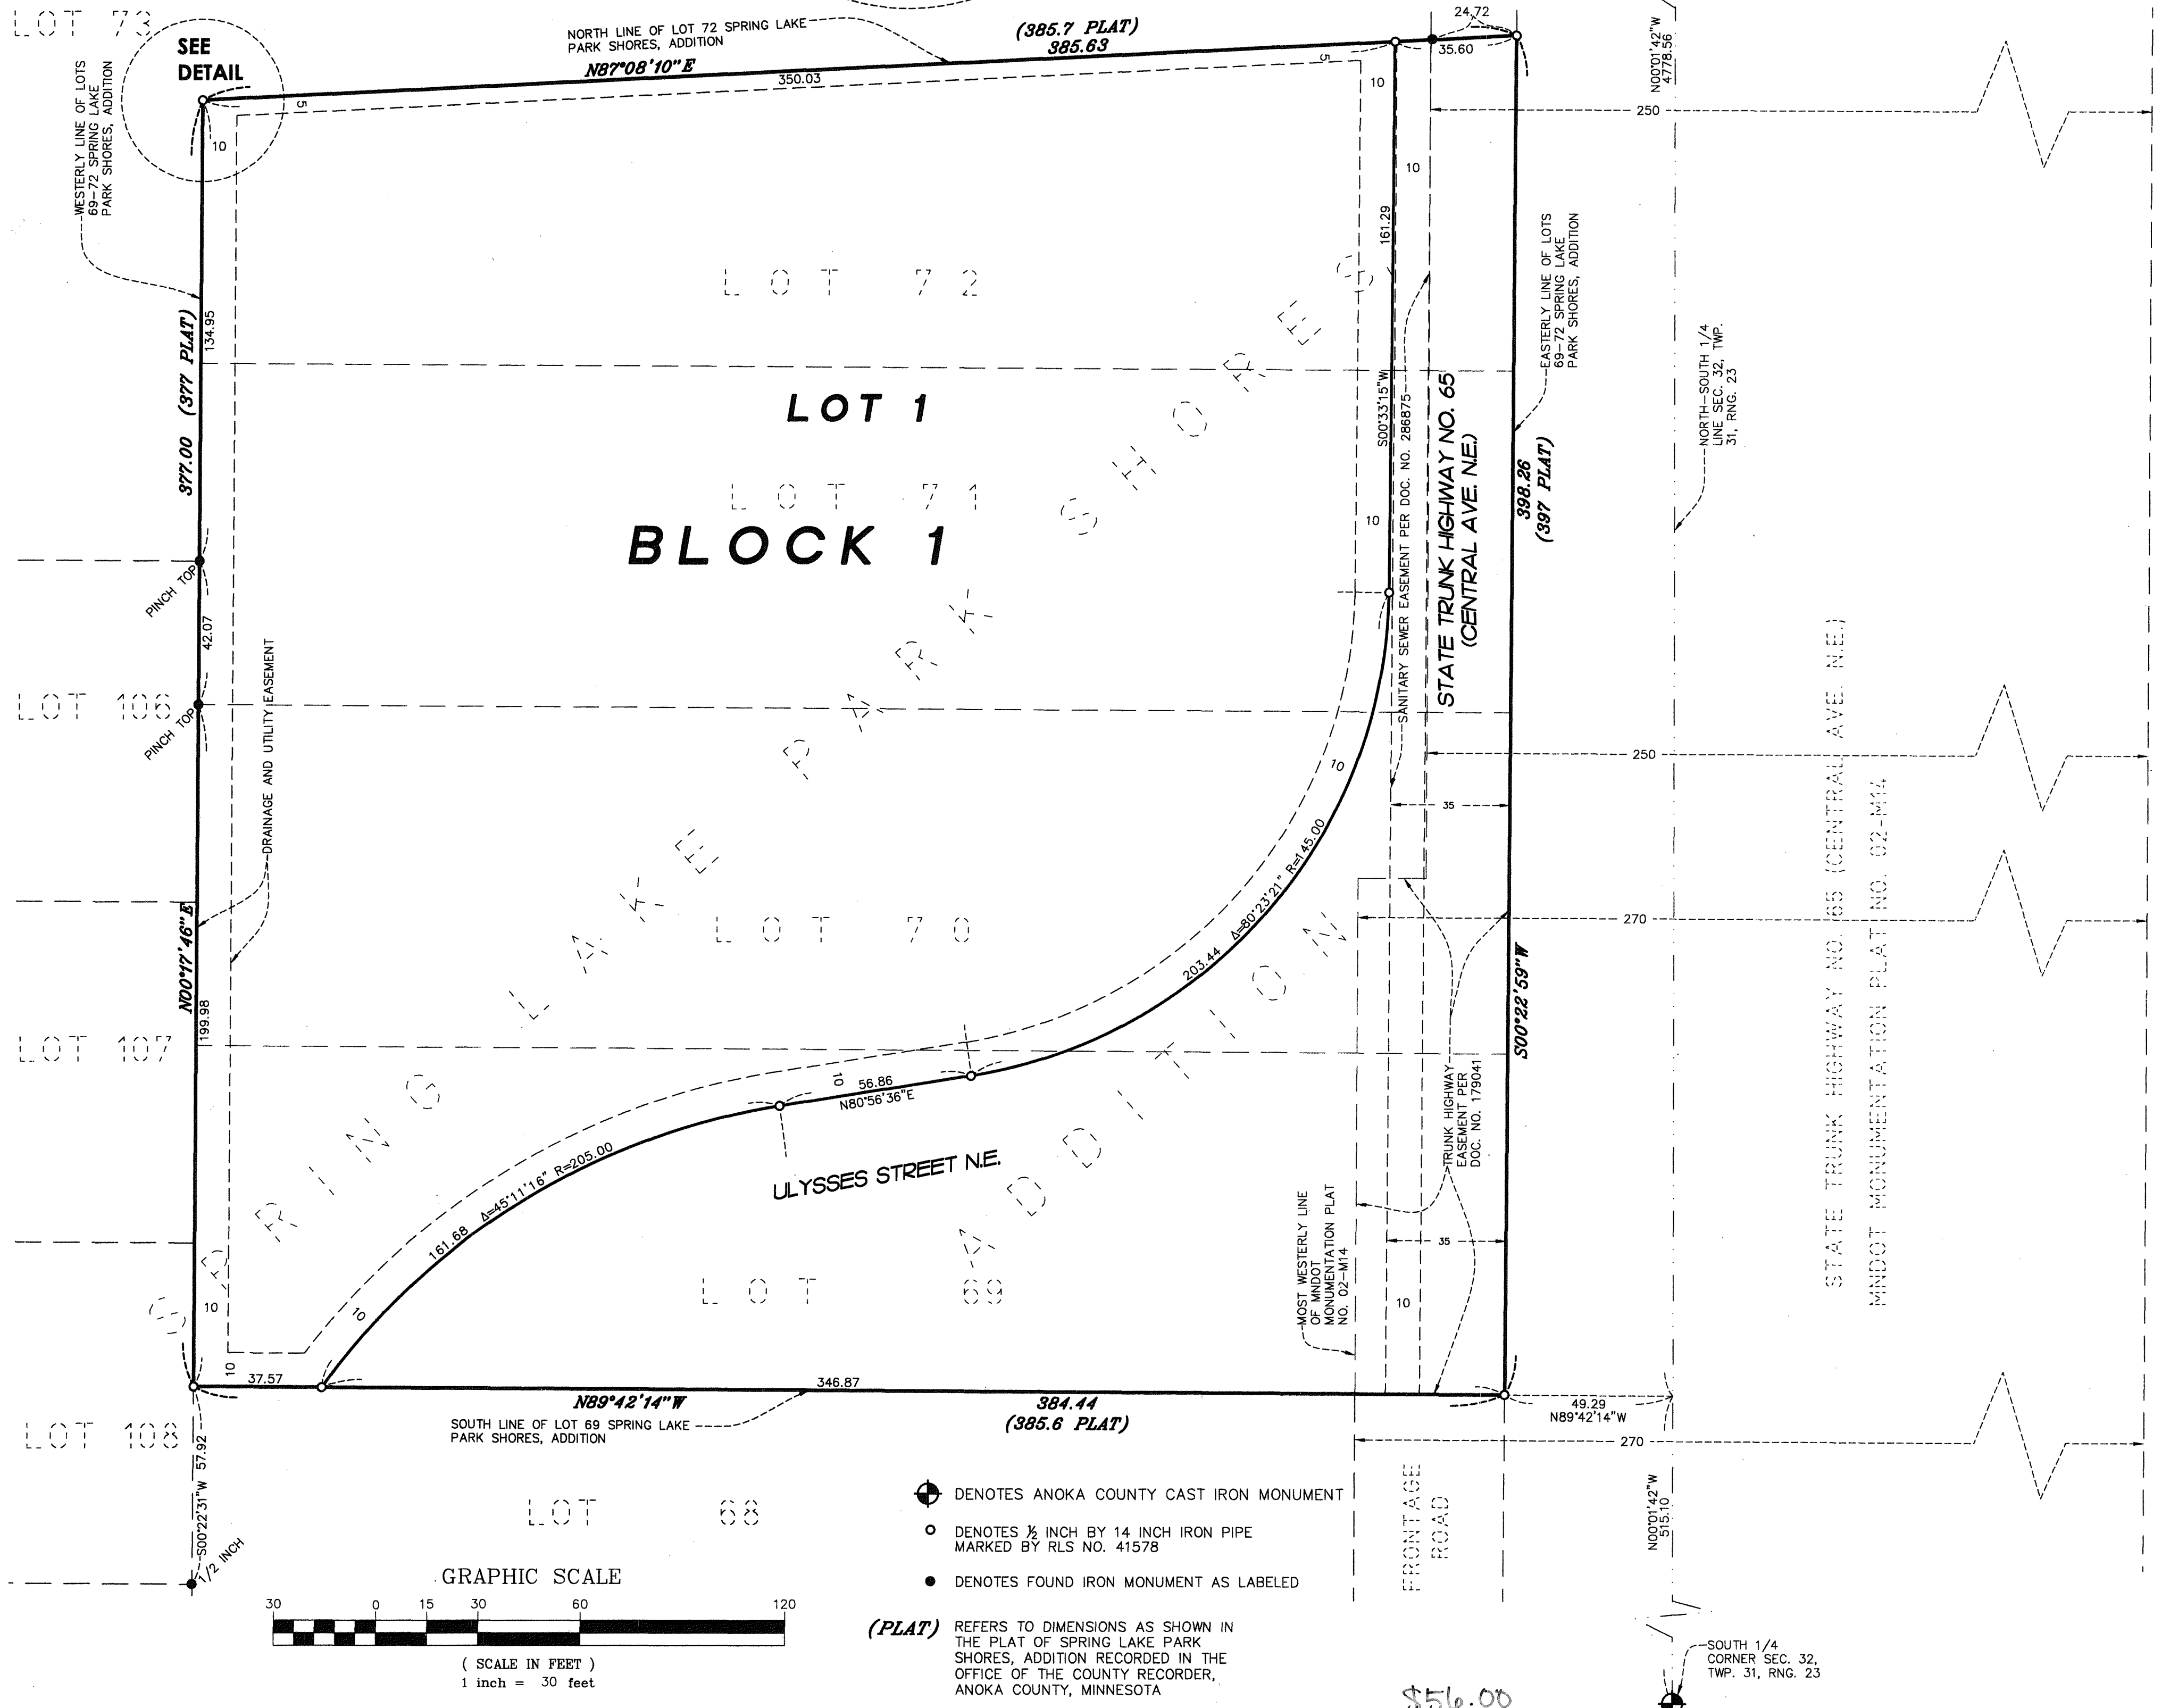 LOT 73
SEE
DETAIL
WESTERLY LINE OF LOTS
69-72 SPRING LAKE
PARK SHORES, ADDITION
NORTH LINE OF LOT 72 SPRING LAKE
PARK SHORES, ADDITION
N87°08'10"E
350.03
(385.7 PLAT)
385.63
24.72
35.60
N00°01'42"W
4778.56
250
5
10
5
10
10
161.29
S00°33'15"W
LOT 72
134.95
377.00 (377 PLAT)
LOT 1
LOT 71
BLOCK 1
10
SANITARY SEWER EASEMENT PER DOC. NO. 286875
STATE TRUNK HIGHWAY NO. 65
(CENTRAL AVE. N.E.)
EASTERLY LINE OF LOTS
69-72 SPRING LAKE
PARK SHORES, ADDITION
398.26
(397 PLAT)
NORTH-SOUTH 1/4
LINE SEC. 32, TWP.
31, RNG. 23
PINCH TOP
42.07
LOT 106
PINCH TOP
DRAINAGE AND UTILITY EASEMENT
SPRING LAKE PARK SHORES
ADDITION
250
10
35
STATE TRUNK HIGHWAY NO. 65 (CENTRAL AVE. N.E.)
MNDOT MONUMENTATION PLAT NO. 02-M14
N00°17'46"E
199.98
LOT 70
203.44 Δ=80°23'21" R=145.00
270
S00°22'59"W
LOT 107
10
56.86
N80°56'36"E
TRUNK HIGHWAY
EASEMENT PER
DOC. NO. 179041
161.68 Δ=45°11'16" R=205.00
ULYSSES STREET N.E.
MOST WESTERLY LINE
OF MNDOT
MONUMENTATION PLAT
NO. 02-M14
35
LOT 69
10
10
10
10
37.57
346.87
N89°42'14"W
384.44
(385.6 PLAT)
SOUTH LINE OF LOT 69 SPRING LAKE
PARK SHORES, ADDITION
49.29
N89°42'14"W
270
LOT 108
S00°22'31"W 57.92
1/2 INCH
LOT 68
FRONTAGE
ROAD
N00°01'42"W
515.10
DENOTES ANOKA COUNTY CAST IRON MONUMENT
DENOTES ½ INCH BY 14 INCH IRON PIPE
MARKED BY RLS NO. 41578
DENOTES FOUND IRON MONUMENT AS LABELED
(PLAT) REFERS TO DIMENSIONS AS SHOWN IN
THE PLAT OF SPRING LAKE PARK
SHORES, ADDITION RECORDED IN THE
OFFICE OF THE COUNTY RECORDER,
ANOKA COUNTY, MINNESOTA
GRAPHIC SCALE
30 0 15 30 60 120
( SCALE IN FEET )
1 inch = 30 feet
SOUTH 1/4
CORNER SEC. 32,
TWP. 31, RNG. 23
$56.00